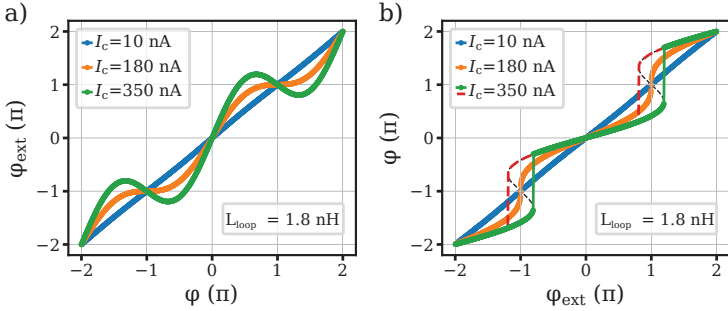 a)
2
1
0
−1
−2
φext (π)
Ic=10 nA
Ic=180 nA
Ic=350 nA
Lloop = 1.8 nH
−2 −1 0 1 2
φ (π)
b)
2
1
0
−1
−2
φ (π)
Ic=10 nA
Ic=180 nA
Ic=350 nA
Lloop = 1.8 nH
−2 −1 0 1 2
φext (π)